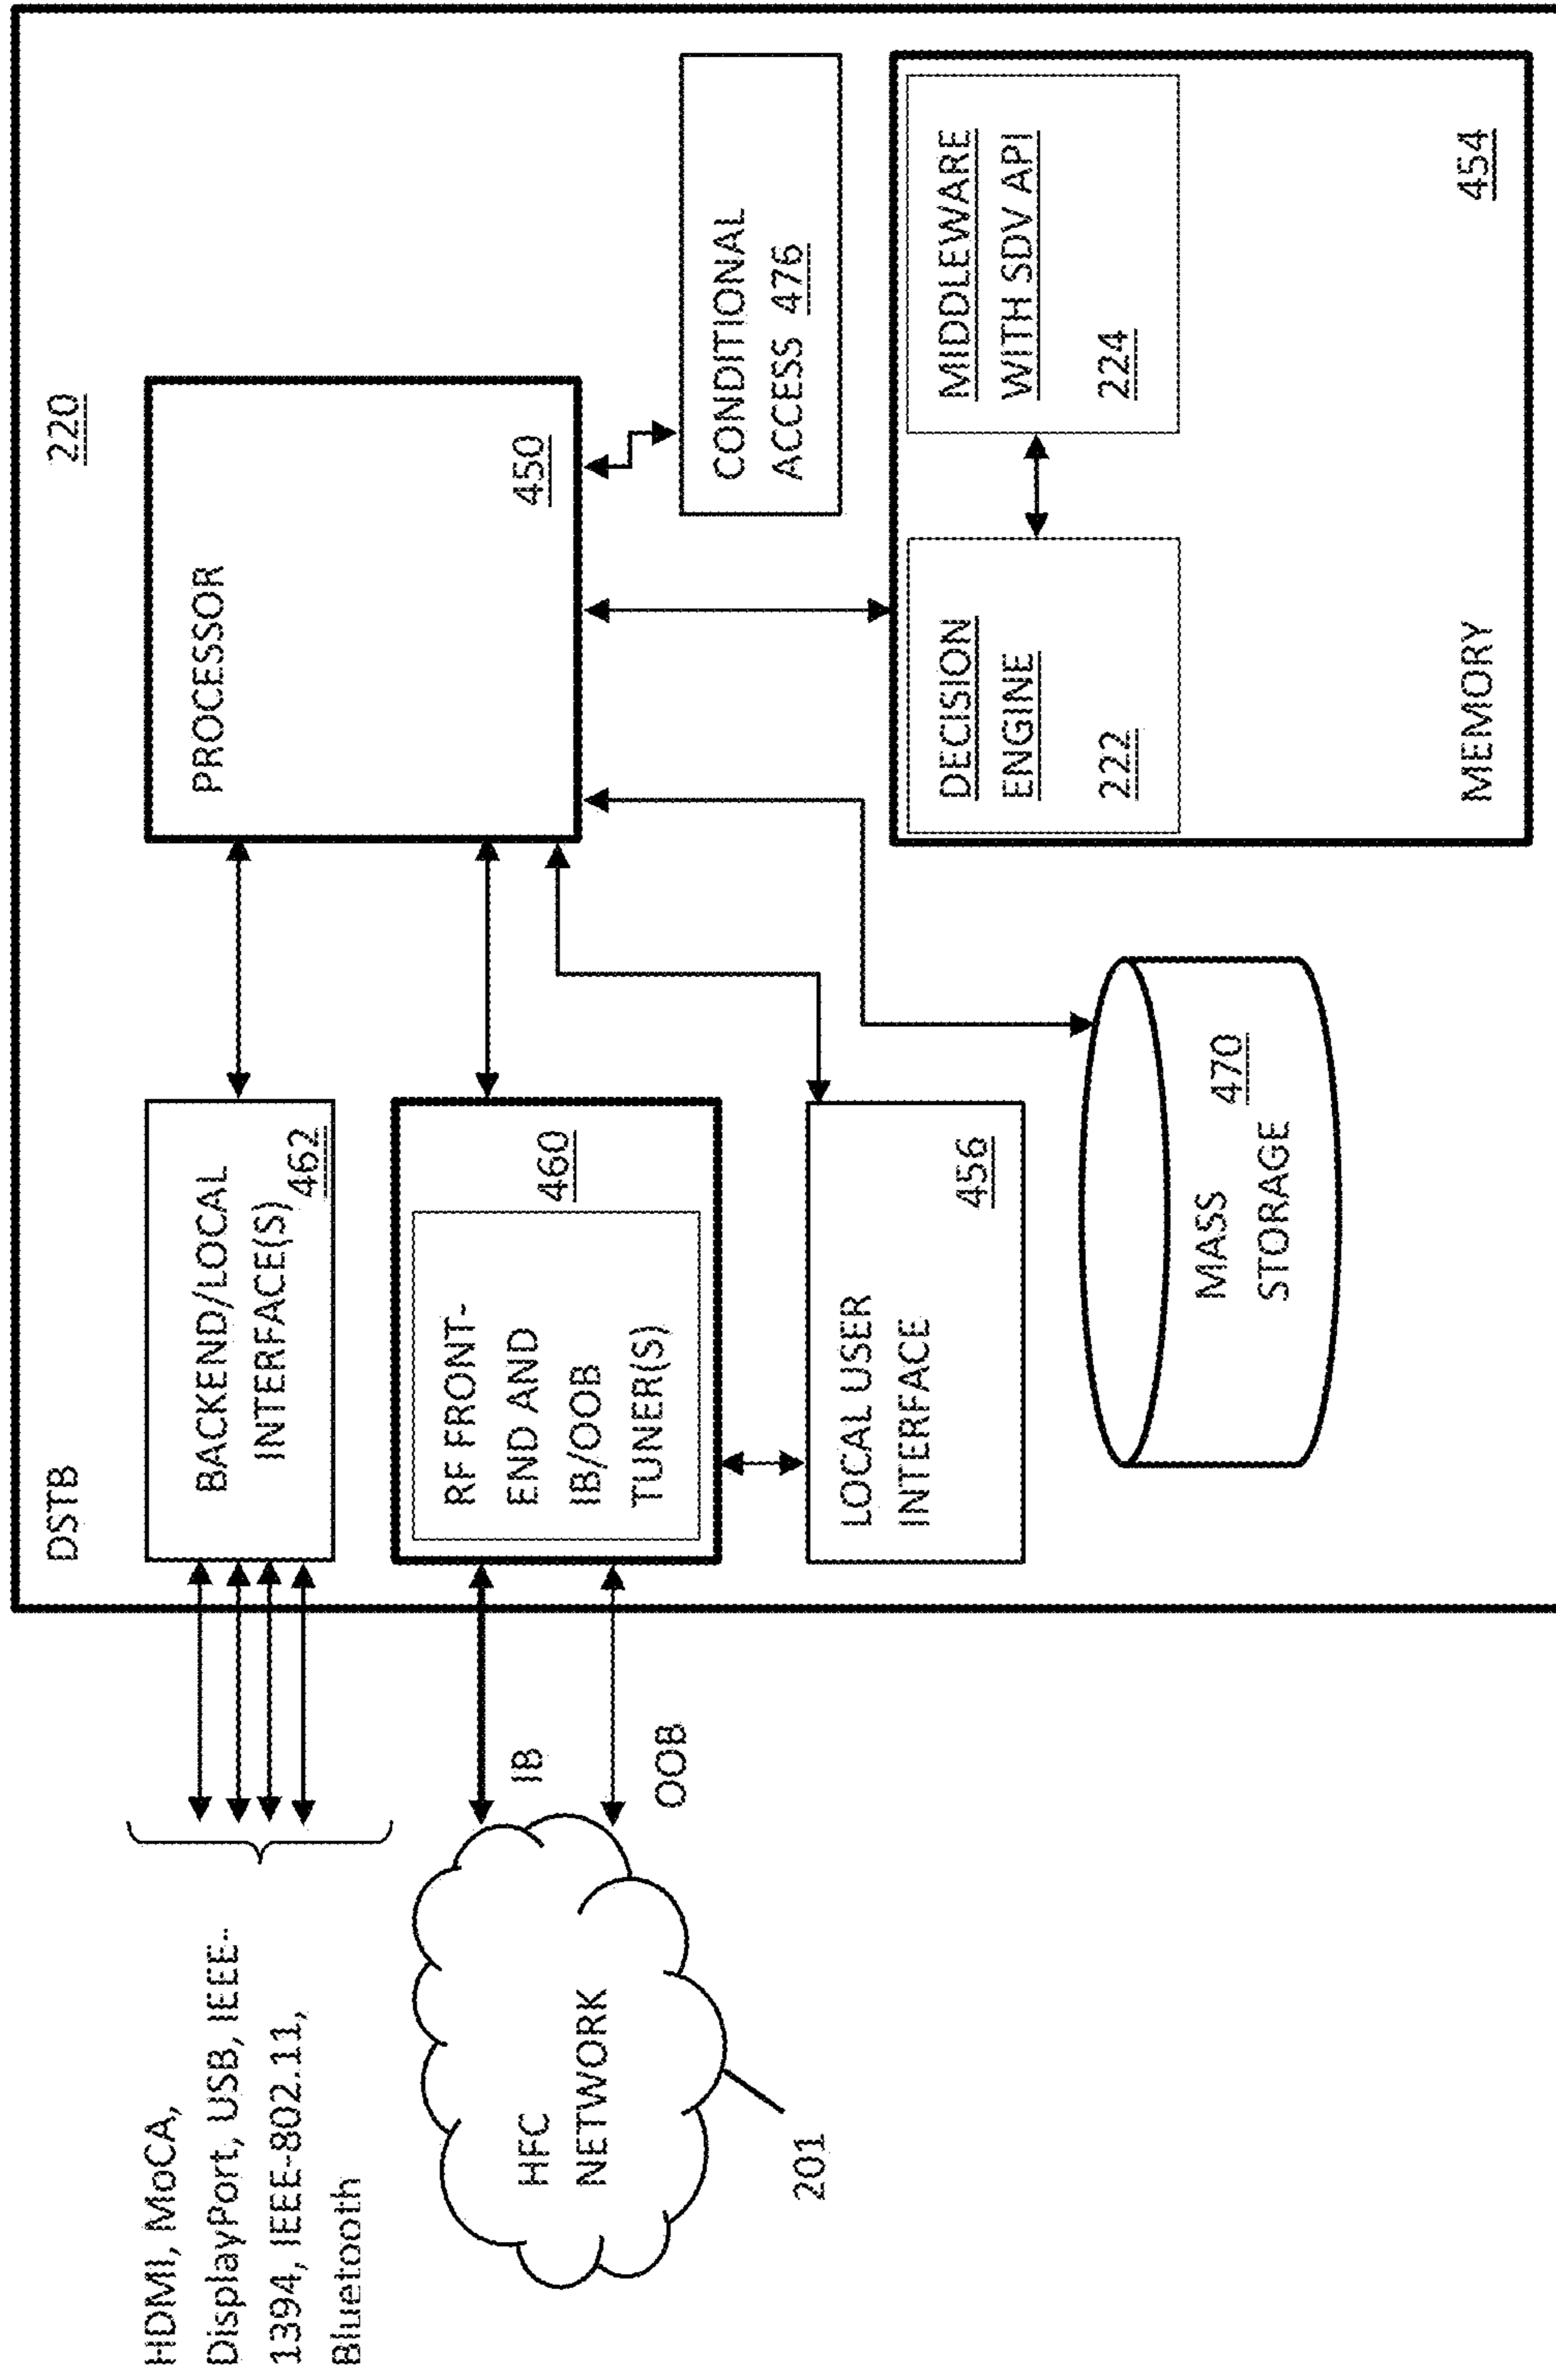 DSTB
220
HDMI, MoCA,
DisplayPort, USB, IEEE-
1394, IEEE-802.11,
Bluetooth
BACKEND/LOCAL
INTERFACE(S)
462
PROCESSOR
450
HFC
NETWORK
201
IB
OOB
RF FRONT-
END AND
IB/OOB
TUNER(S)
460
LOCAL USER
INTERFACE
456
CONDITIONAL
ACCESS 476
MASS
STORAGE
470
DECISION
ENGINE
222
MIDDLEWARE
WITH SDV API
224
MEMORY
454